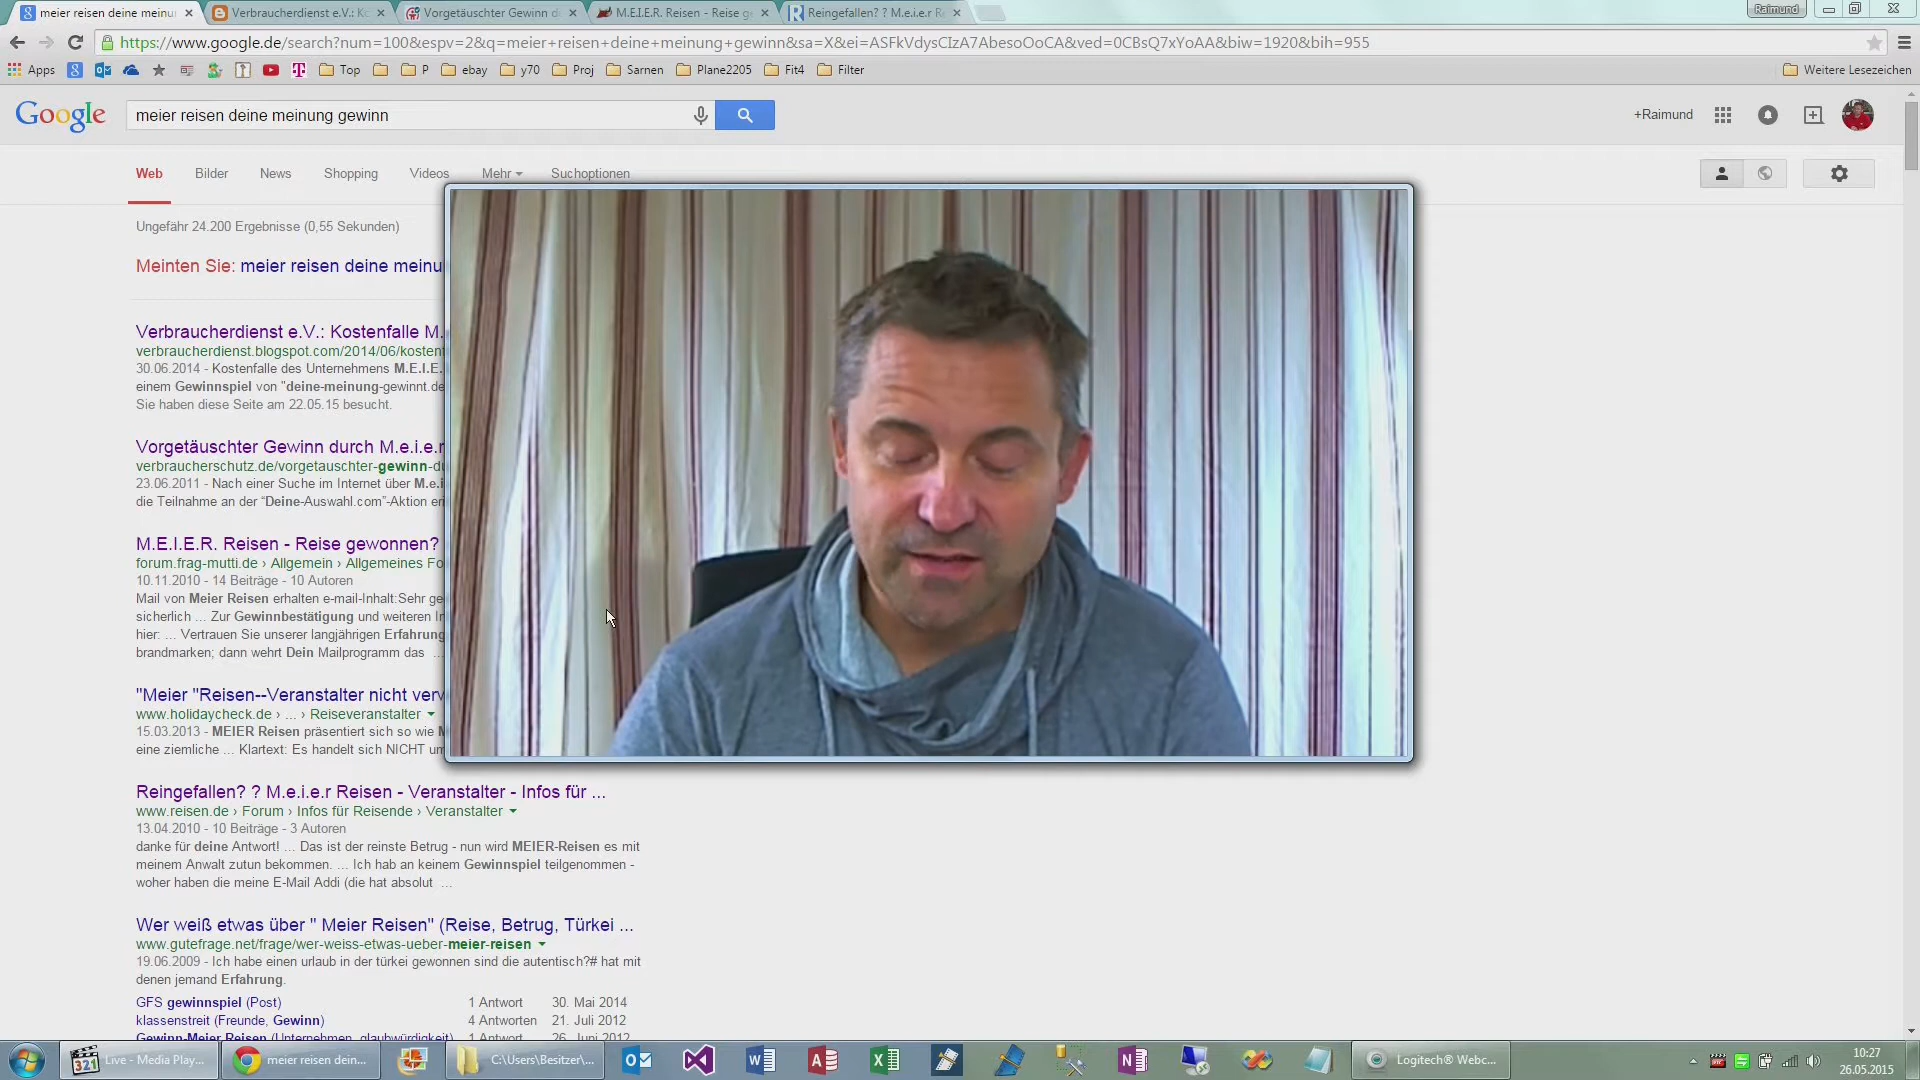 meier reisen deine meinun
Verbraucherdienst e.V.: K
Vorgetäuschter Gewinn d
M.E.I.E.R. Reisen - Reise g
Reingefallen? ? M.e.i.e.r R
Raimund
https://www.google.de/search?num=100&espv=2&q=meier+reisen+deine+meinung+gewinn&sa=X&ei=ASFkVdysCIzA7AbesoOoCA&ved=0CBsQ7xYoAA&biw=1920&bih=955
Apps
Top
P
ebay
y70
Proj
Sarnen
Plane2205
Fit4
Filter
Weitere Lesezeichen
Google
meier reisen deine meinung gewinn
+Raimund
Web
Bilder
News
Shopping
Videos
Mehr
Suchoptionen
Ungefähr 24.200 Ergebnisse (0,55 Sekunden)
Meinten Sie: meier reisen deine meinu
Verbraucherdienst e.V.: Kostenfalle M.
verbraucherdienst.blogspot.com/2014/06/kosten
30.06.2014 - Kostenfalle des Unternehmens M.E.I.E.
einem Gewinnspiel von "deine-meinung-gewinnt.de
Sie haben diese Seite am 22.05.15 besucht.
Vorgetäuschter Gewinn durch M.e.i.e.r
verbraucherschutz.de/vorgetauschter-gewinn-du
23.06.2011 - Nach einer Suche im Internet über M.e.i
die Teilnahme an der “Deine-Auswahl.com”-Aktion er
M.E.I.E.R. Reisen - Reise gewonnen?
forum.frag-mutti.de › Allgemein › Allgemeines Fo
10.11.2010 - 14 Beiträge - 10 Autoren
Mail von Meier Reisen erhalten e-mail-Inhalt:Sehr ge
sicherlich ... Zur Gewinnbestätigung und weiteren In
hier: ... Vertrauen Sie unserer langjährigen Erfahrung
brandmarken; dann wehrt Dein Mailprogramm das ...
"Meier "Reisen--Veranstalter nicht verv
www.holidaycheck.de › ... › Reiseveranstalter
15.03.2013 - MEIER Reisen präsentiert sich so wie M
eine ziemliche ... Klartext: Es handelt sich NICHT um
Reingefallen? ? M.e.i.e.r Reisen - Veranstalter - Infos für ...
www.reisen.de › Forum › Infos für Reisende › Veranstalter
13.04.2010 - 10 Beiträge - 3 Autoren
danke für deine Antwort! ... Das ist der reinste Betrug - nun wird MEIER-Reisen es mit
meinem Anwalt zutun bekommen. ... Ich hab an keinem Gewinnspiel teilgenommen -
woher haben die meine E-Mail Addi (die hat absolut ...
Wer weiß etwas über " Meier Reisen" (Reise, Betrug, Türkei ...
www.gutefrage.net/frage/wer-weiss-etwas-ueber-meier-reisen
19.06.2009 - Ich habe einen urlaub in der türkei gewonnen sind die autentisch?# hat mit
denen jemand Erfahrung.
GFS gewinnspiel (Post) 1 Antwort 30. Mai 2014
klassenstreit (Freunde, Gewinn) 4 Antworten 21. Juli 2012
Gewinn-Meier Reisen (Unternehmen, glaubwürdigkeit) 1 Antwort 26. Juni 2012
Live - Media Play...
meier reisen dein...
C:\Users\Besitzer\...
Logitech® Webc...
10:27
26.05.2015